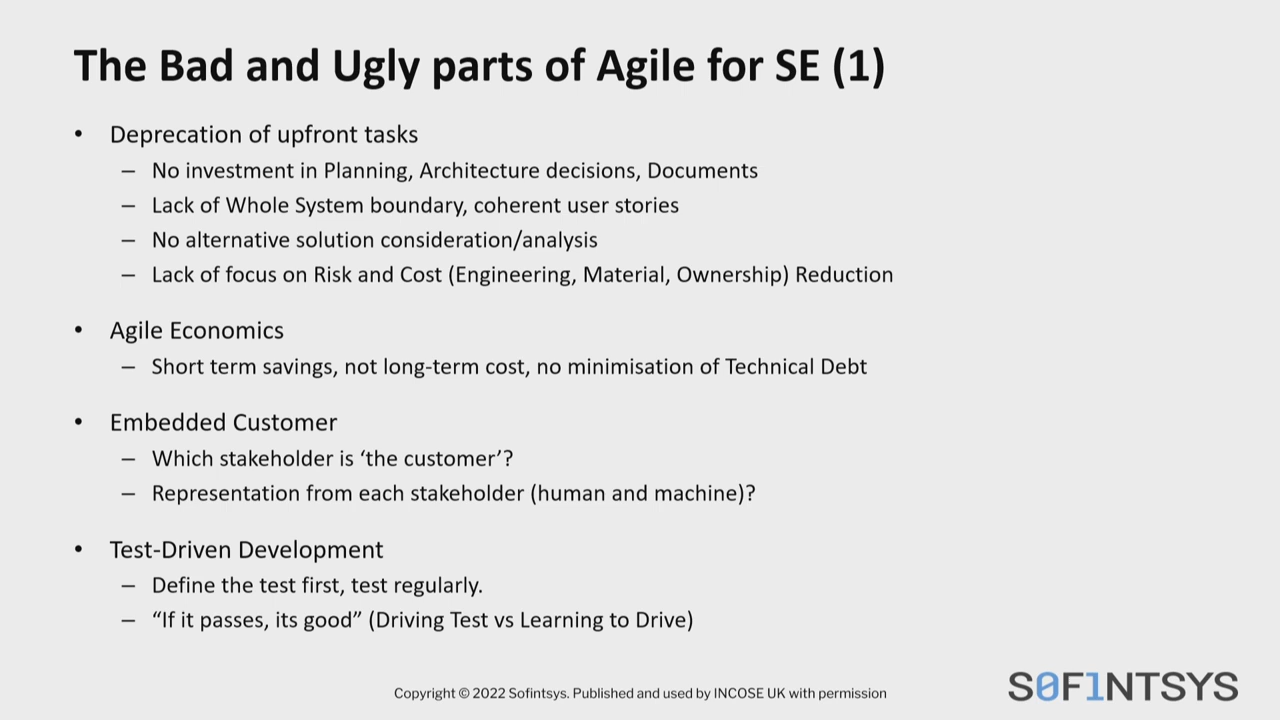 The Bad and Ugly parts of Agile for SE (1)
• Deprecation of upfront tasks
– No investment in Planning, Architecture decisions, Documents
– Lack of Whole System boundary, coherent user stories
– No alternative solution consideration/analysis
– Lack of focus on Risk and Cost (Engineering, Material, Ownership) Reduction
• Agile Economics
– Short term savings, not long-term cost, no minimisation of Technical Debt
• Embedded Customer
– Which stakeholder is ‘the customer’?
– Representation from each stakeholder (human and machine)?
• Test-Driven Development
– Define the test first, test regularly.
– “If it passes, its good” (Driving Test vs Learning to Drive)
Copyright © 2022 Sofintsys. Published and used by INCOSE UK with permission
S0F1NTSYS